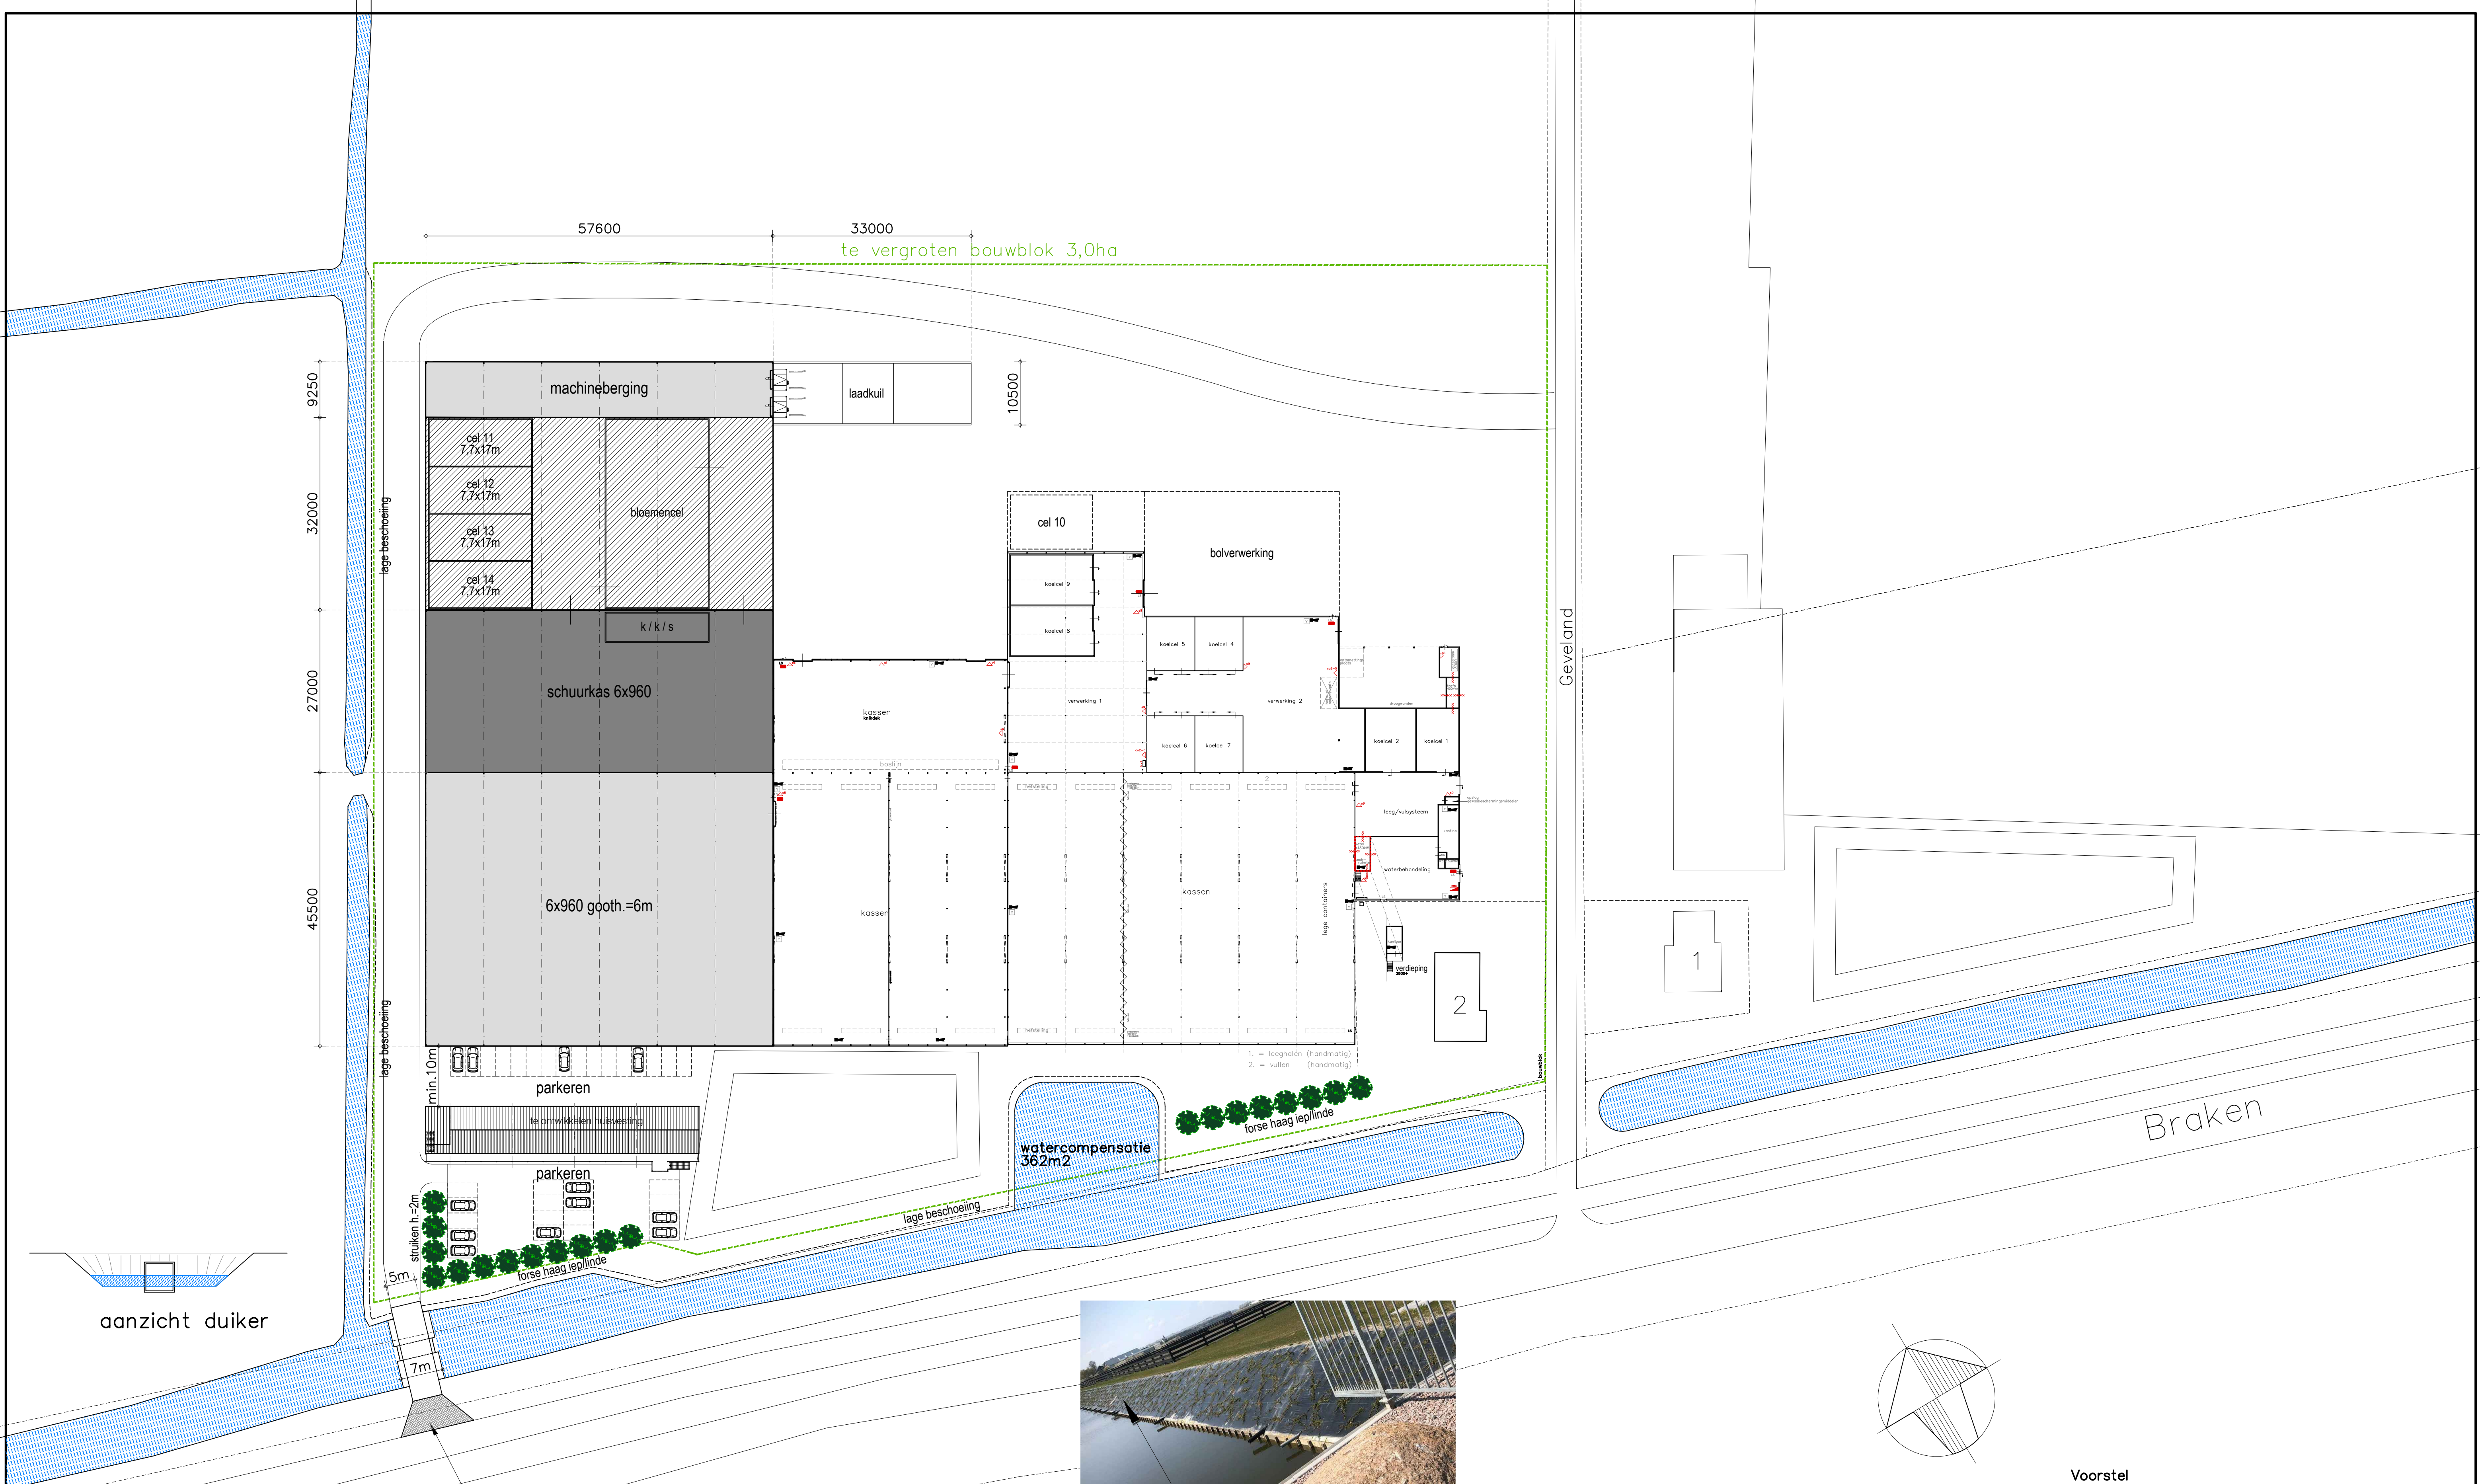 57600
33000
te vergroten bouwblok 3,0ha
9250
machineberging
laadkuil
10500
cel 11
7,7x17m
cel 12
7,7x17m
cel 13
7,7x17m
cel 14
7,7x17m
bloemencel
32000
lage beschoeiing
cel 10
bolverwerking
koelcel 9
koelcel 8
koelcel 5
koelcel 4
k / k / s
Geveland
27000
schuurkas 6x960
kassen
knikdek
verwerking 1
verwerking 2
koelcel 6
koelcel 7
koelcel 2
koelcel 1
boslijn
2
1
leeg/vulsysteem
waterbehandeling
45500
6x960 gooth.=6m
kassen
kassen
lege containers
verdieping
2
1
lage beschoeiing
min.10m
parkeren
1. = leeghalen (handmatig)
2. = vullen (handmatig)
bouwblok
te ontwikkelen huisvesting
forse haag iep/linde
Braken
watercompensatie
362m2
parkeren
struiken h.=2m
lage beschoeiing
forse haag iep/linde
5m
aanzicht duiker
7m
Voorstel